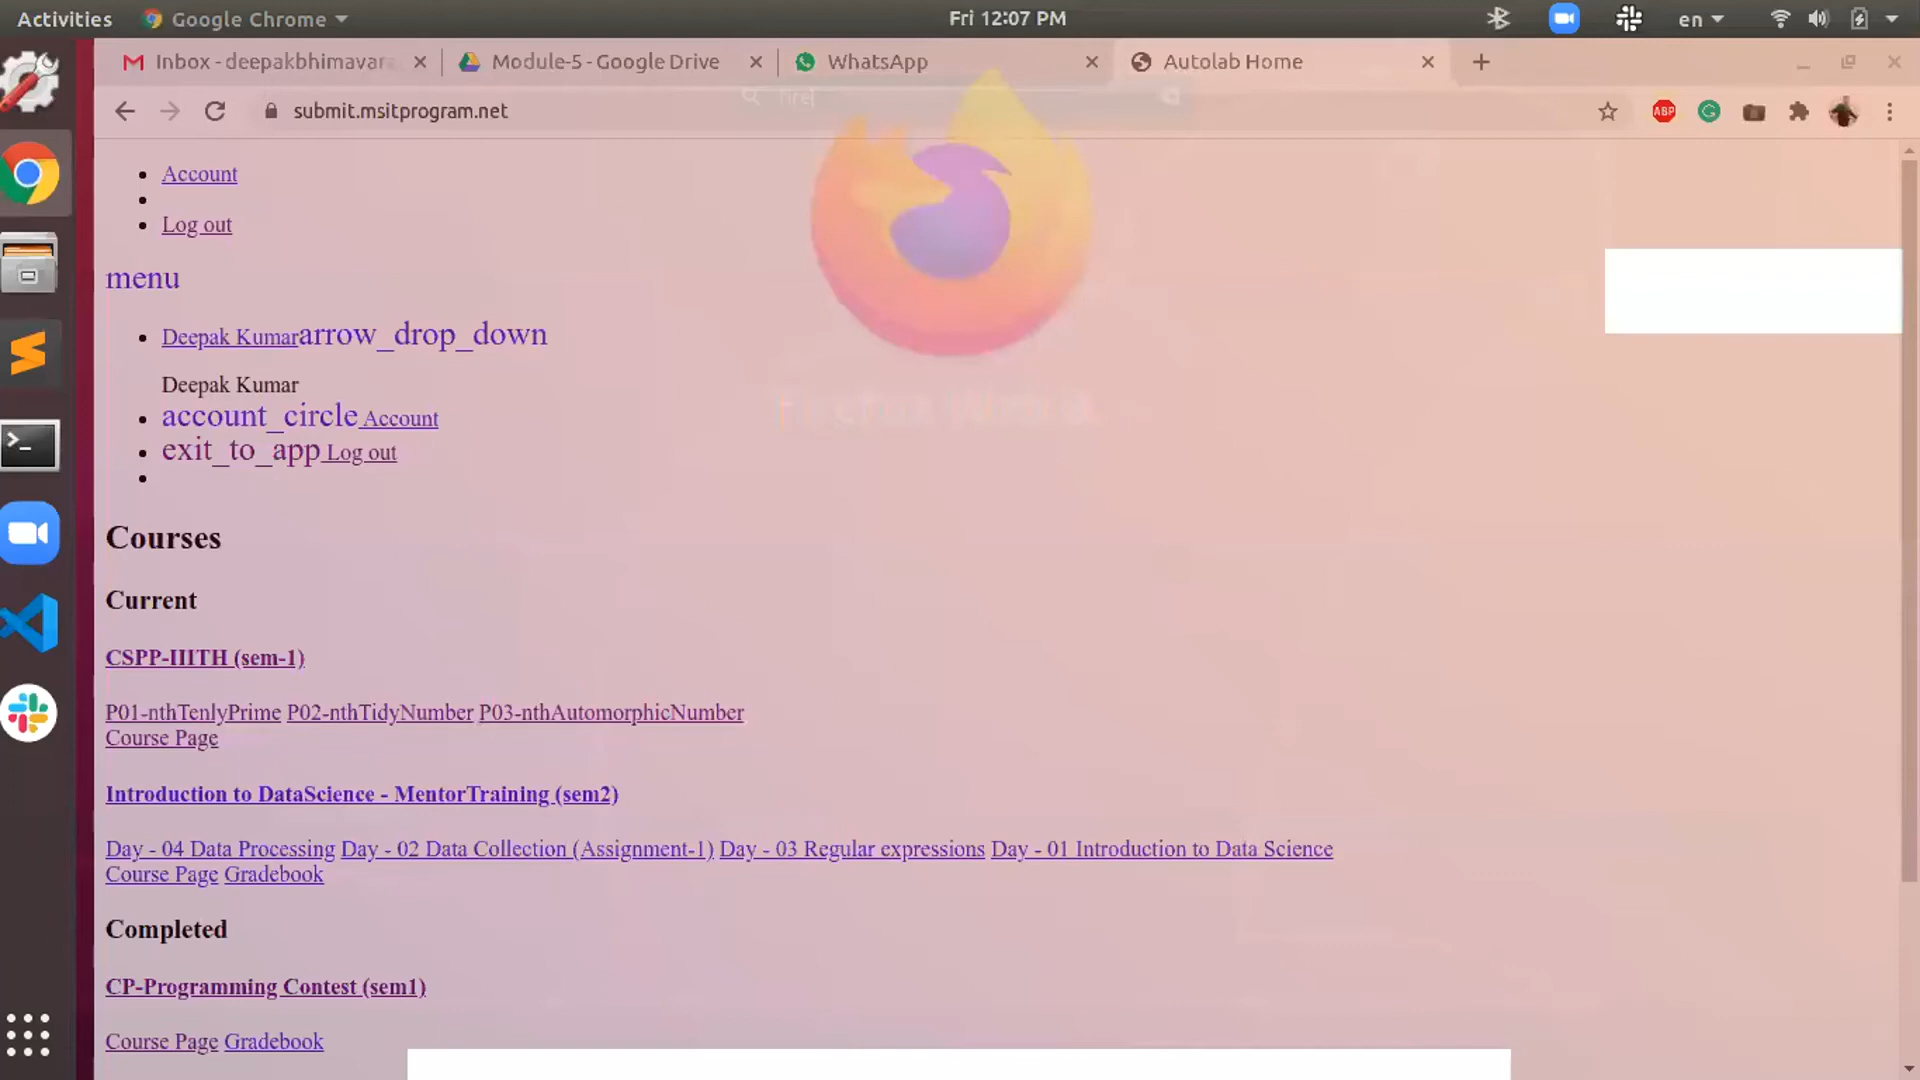 Activities Google Chrome Fri 12:07 PM en
Inbox - deepakbhimavara Module-5 - Google Drive WhatsApp Autolab Home
submit.msitprogram.net
fire
ABP
Account
Log out
menu
Deepak Kumararrow_drop_down
Deepak Kumar
account_circle Account
exit_to_app Log out
Courses
Current
CSPP-IIITH (sem-1)
P01-nthTenlyPrime P02-nthTidyNumber P03-nthAutomorphicNumber
Course Page
Introduction to DataScience - MentorTraining (sem2)
Day - 04 Data Processing Day - 02 Data Collection (Assignment-1) Day - 03 Regular expressions Day - 01 Introduction to Data Science
Course Page Gradebook
Completed
CP-Programming Contest (sem1)
Course Page Gradebook